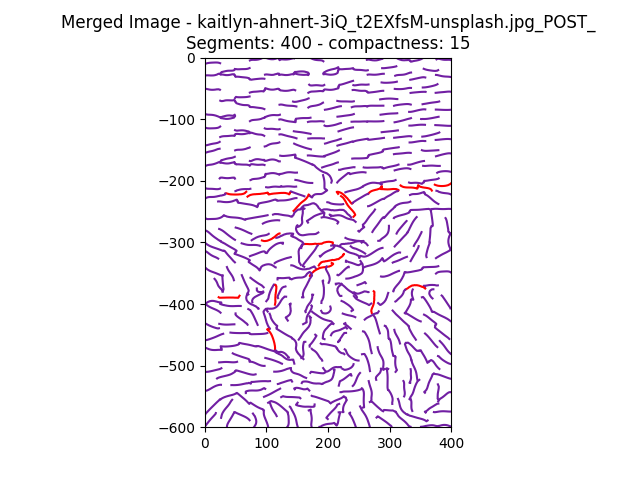 Merged Image - kaitlyn-ahnert-3iQ_t2EXfsM-unsplash.jpg_POST_
Segments: 400 - compactness: 15
0
−100
−200
−300
−400
−500
−600
0 100 200 300 400